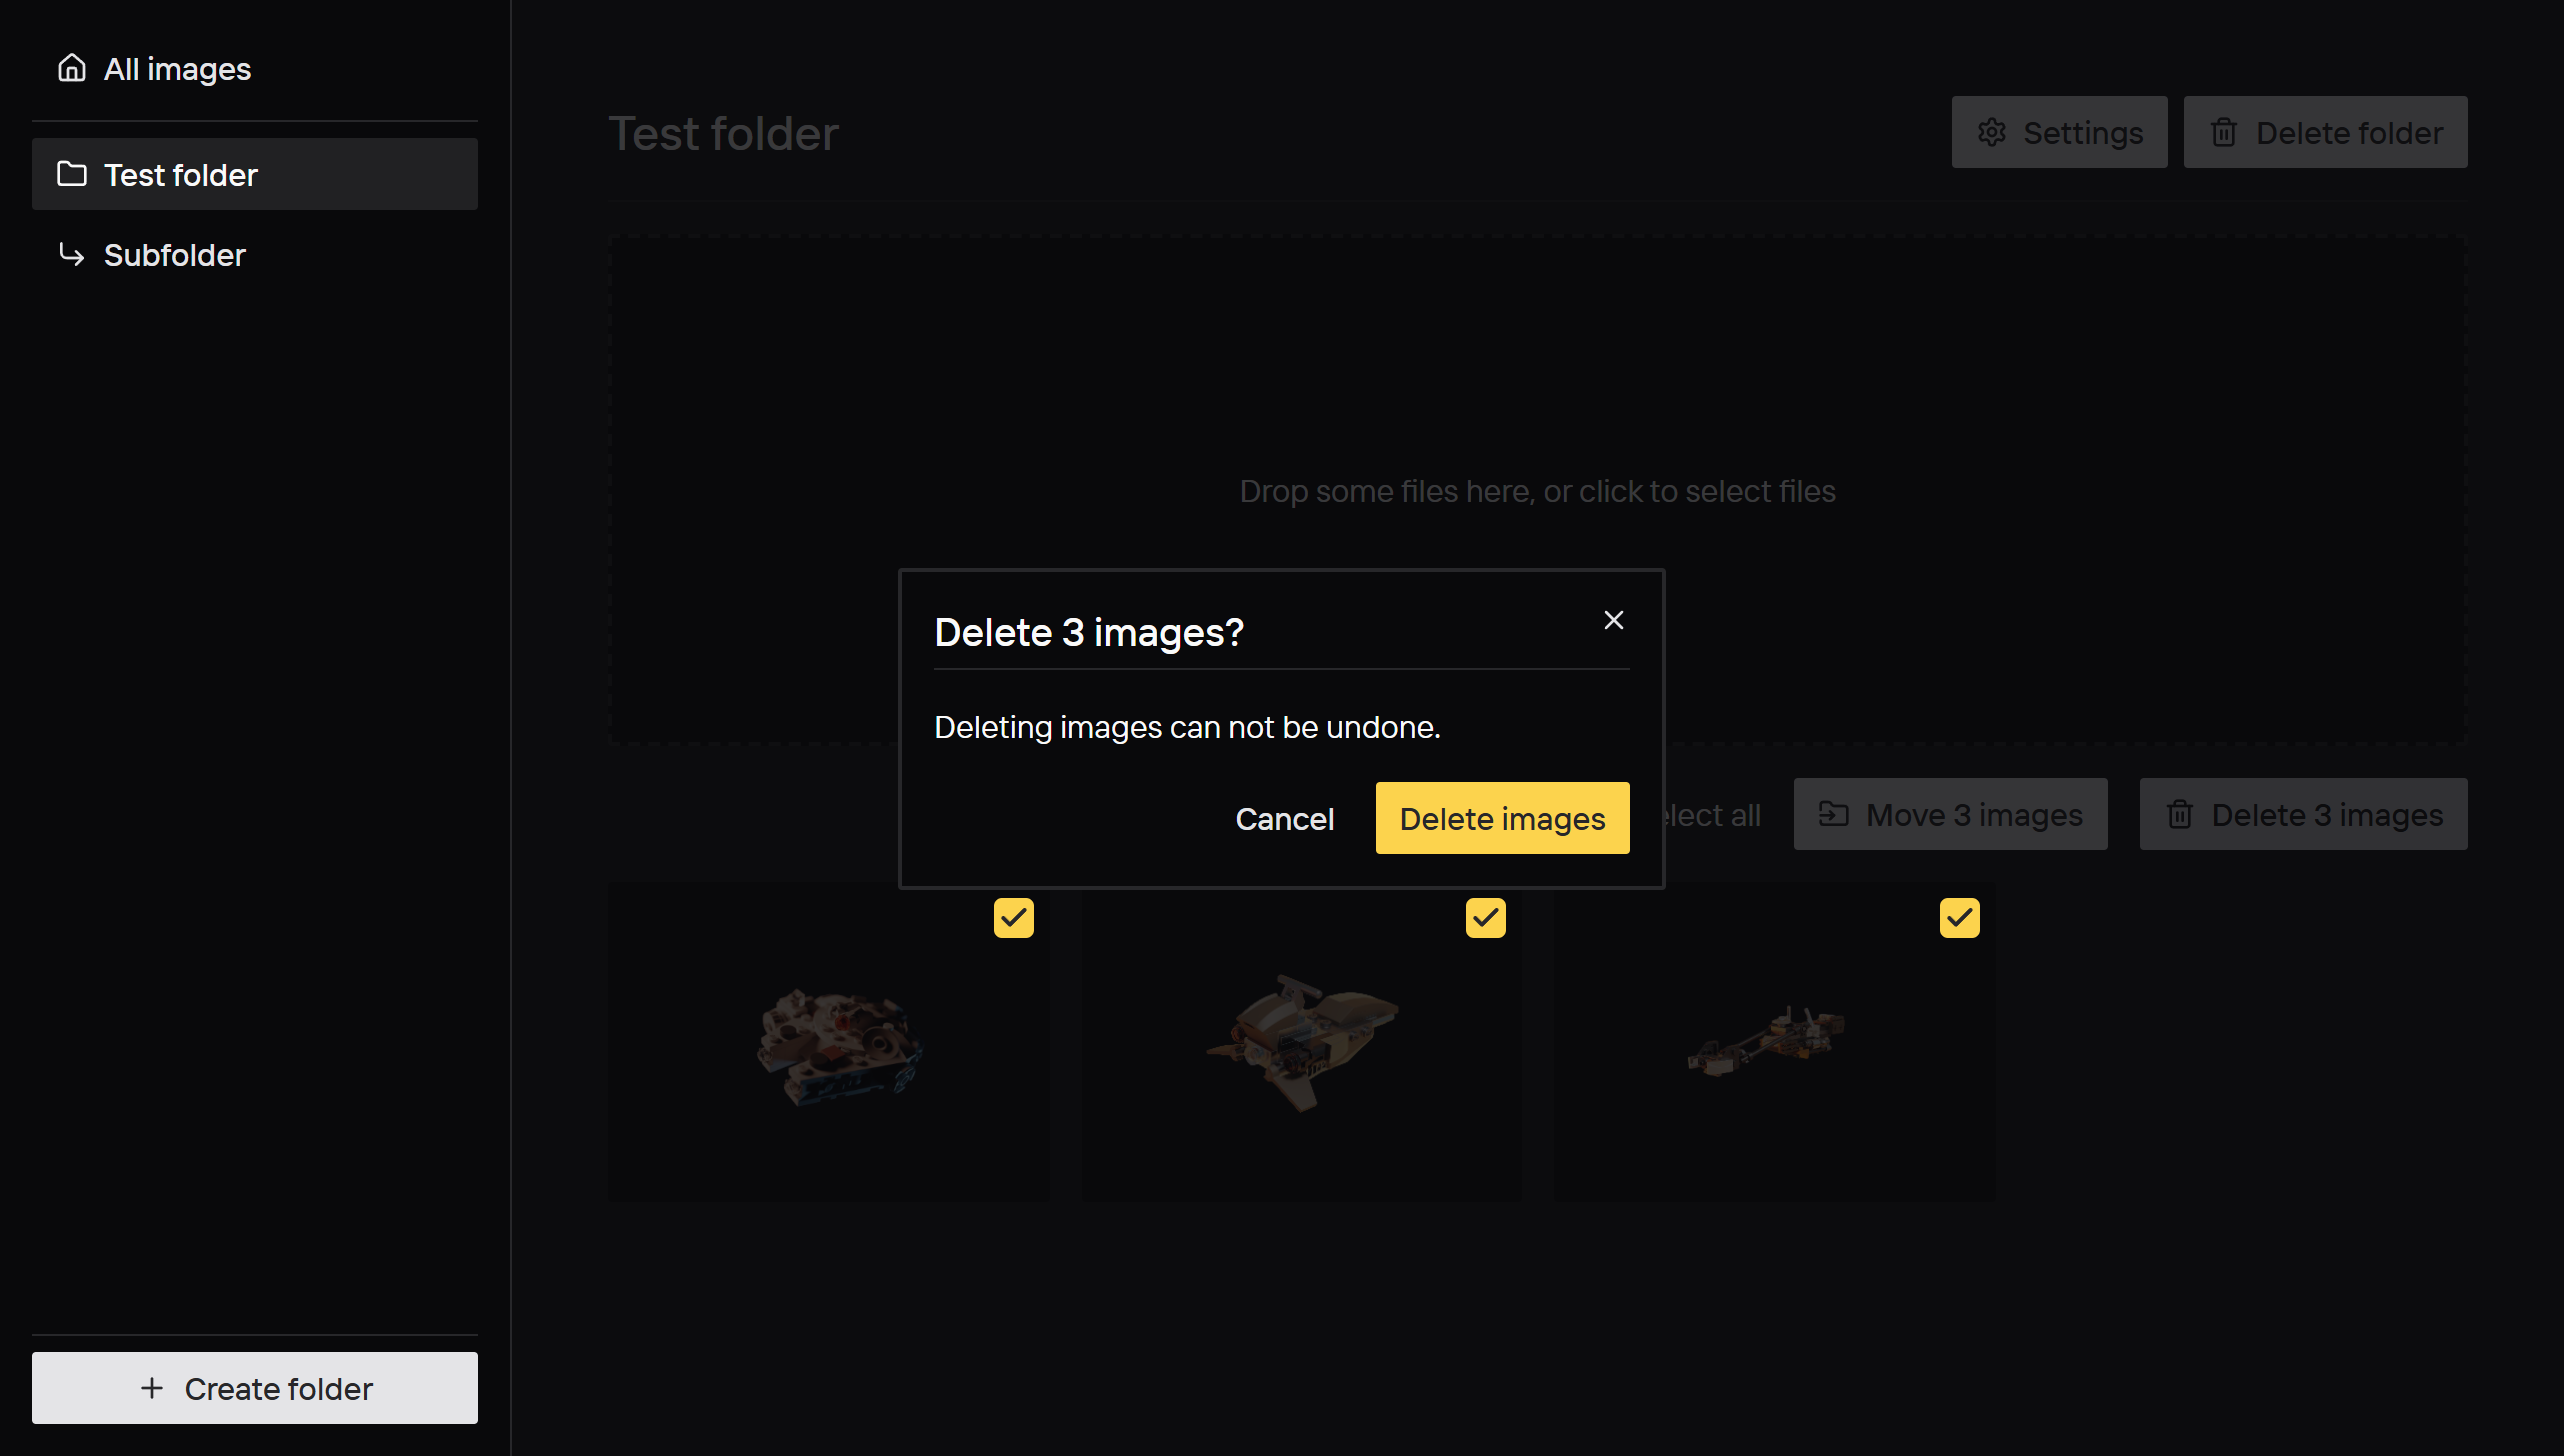 All images
Test folder
Subfolder
Create folder
Test folder
Settings
Delete folder
Drop some files here, or click to select files
Delete 3 images?
Deleting images can not be undone.
Cancel
Delete images
elect all
Move 3 images
Delete 3 images